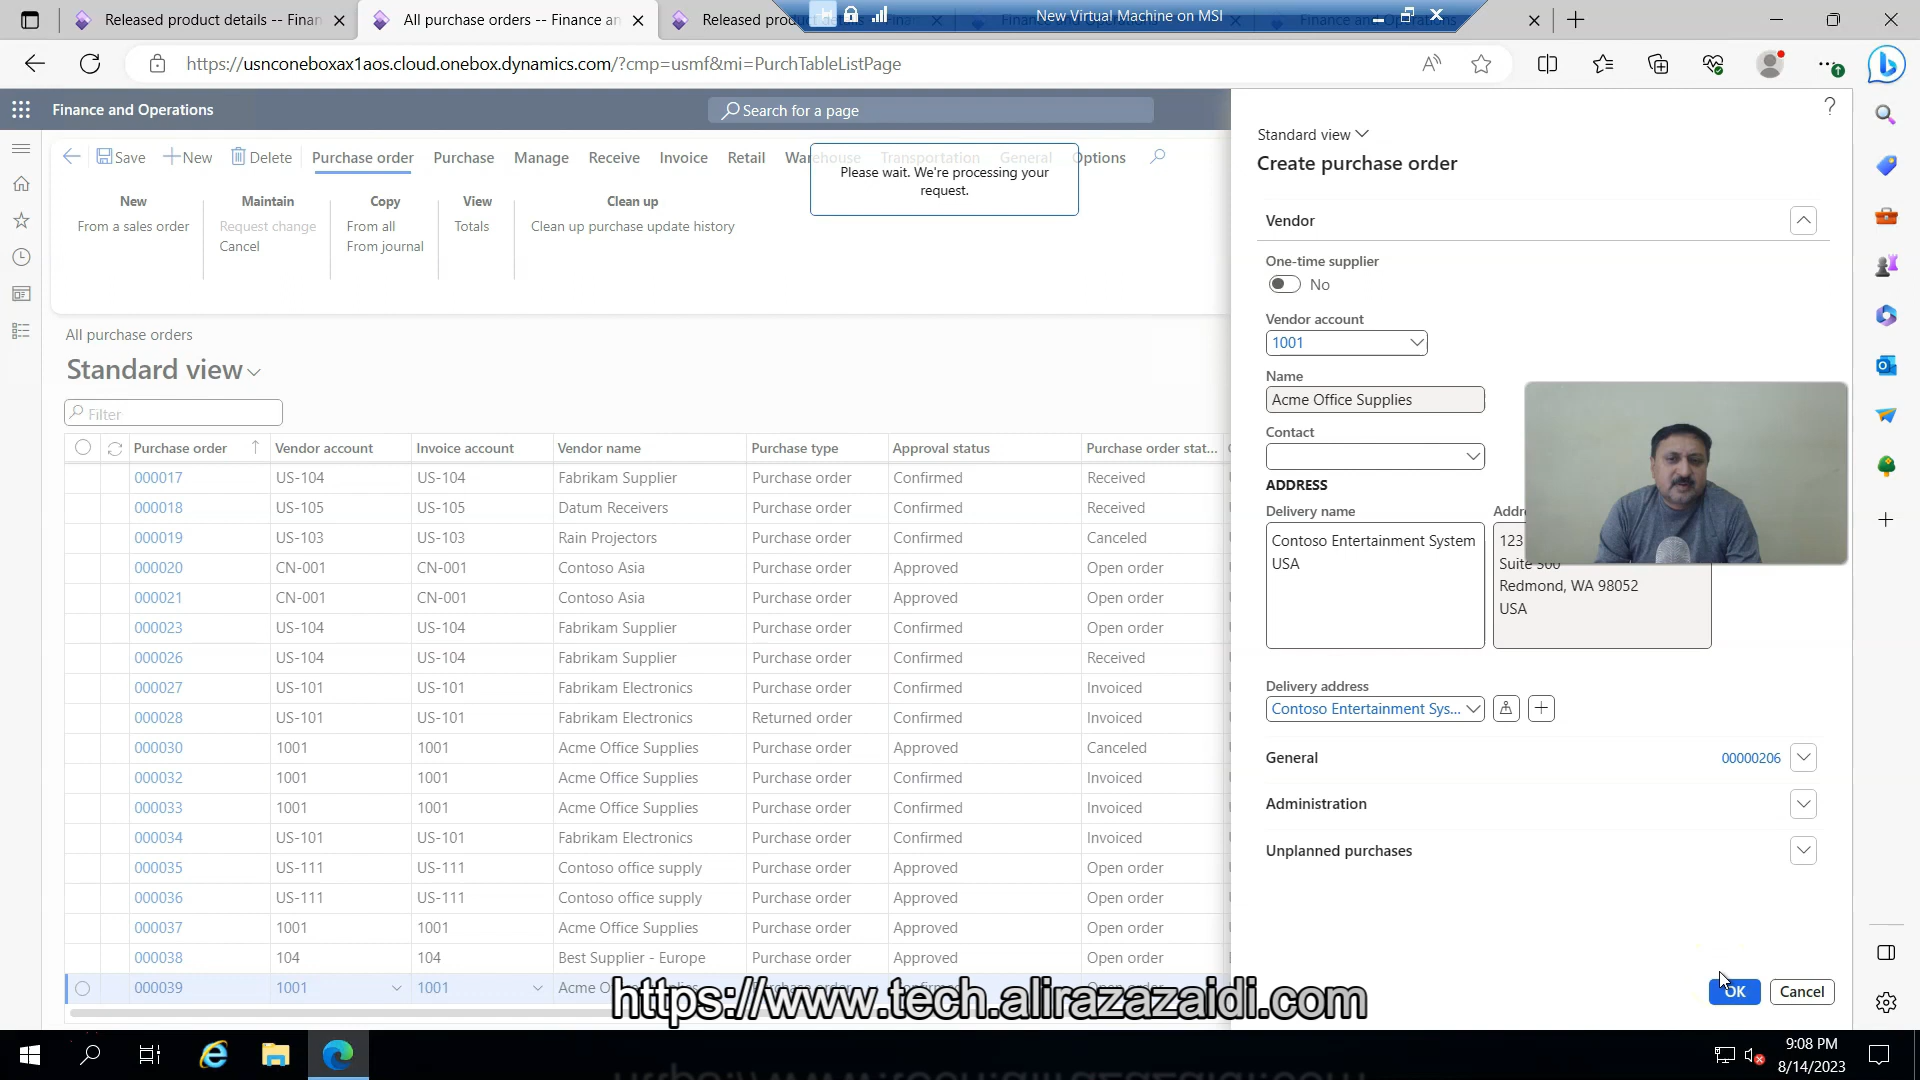 Released product details -- Finan
All purchase orders -- Finance an
Released prod
New Virtual Machine on MSI
https://usnconeboxax1aos.cloud.onebox.dynamics.com/?cmp=usmf&mi=PurchTableListPage
Finance and Operations
Search for a page
Save
New
Delete
Purchase order
Purchase
Manage
Receive
Invoice
Retail
Warehouse
Transportation
General
Options
Please wait. We're processing your
request.
New
From a sales order
Maintain
Request change
Cancel
Copy
From all
From journal
View
Totals
Clean up
Clean up purchase update history
All purchase orders
Standard view
Filter
Purchase order Vendor account Invoice account Vendor name Purchase type Approval status Purchase order stat...
000017 US-104 US-104 Fabrikam Supplier Purchase order Confirmed Received
000018 US-105 US-105 Datum Receivers Purchase order Confirmed Received
000019 US-103 US-103 Rain Projectors Purchase order Confirmed Canceled
000020 CN-001 CN-001 Contoso Asia Purchase order Approved Open order
000021 CN-001 CN-001 Contoso Asia Purchase order Approved Open order
000023 US-104 US-104 Fabrikam Supplier Purchase order Confirmed Open order
000026 US-104 US-104 Fabrikam Supplier Purchase order Confirmed Received
000027 US-101 US-101 Fabrikam Electronics Purchase order Confirmed Invoiced
000028 US-101 US-101 Fabrikam Electronics Returned order Confirmed Invoiced
000030 1001 1001 Acme Office Supplies Purchase order Approved Canceled
000032 1001 1001 Acme Office Supplies Purchase order Confirmed Invoiced
000033 1001 1001 Acme Office Supplies Purchase order Confirmed Invoiced
000034 US-101 US-101 Fabrikam Electronics Purchase order Confirmed Invoiced
000035 US-111 US-111 Contoso office supply Purchase order Approved Open order
000036 US-111 US-111 Contoso office supply Purchase order Approved Open order
000037 1001 1001 Acme Office Supplies Purchase order Approved Open order
000038 104 104 Best Supplier - Europe Purchase order Approved Open order
000039 1001 1001 Acme
https://www.tech.alirazazaidi.com
Standard view
Create purchase order
Vendor
One-time supplier
No
Vendor account
1001
Name
Acme Office Supplies
Contact
ADDRESS
Delivery name
Contoso Entertainment System
USA
Addre
123
Suite 300
Redmond, WA 98052
USA
Delivery address
Contoso Entertainment Sys...
General 00000206
Administration
Unplanned purchases
OK
Cancel
9:08 PM
8/14/2023